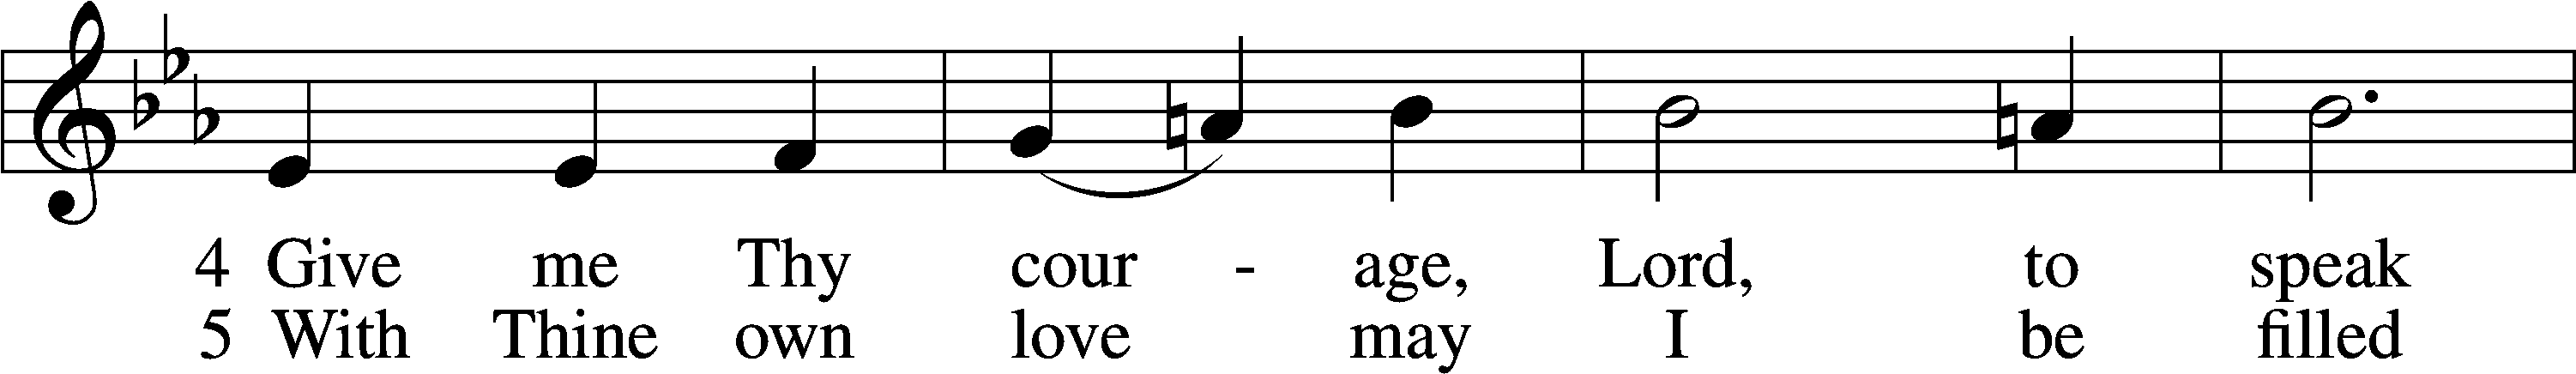 4 Give me Thy cour - age, Lord, to speak
5 With Thine own love may I be filled